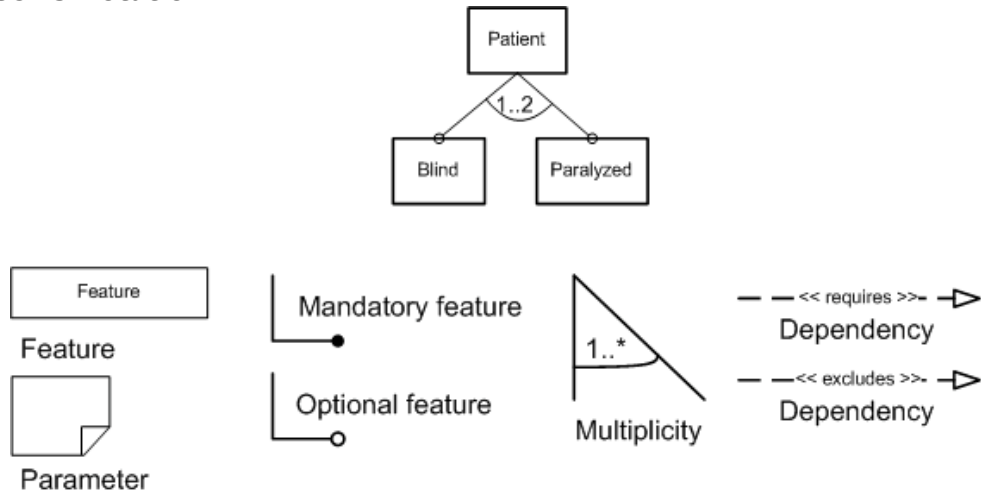 Patient
1..2
Blind
Paralyzed
Feature
Feature
Parameter
Mandatory feature
Optional feature
1..*
Multiplicity
<< requires >>
Dependency
<< excludes >>
Dependency